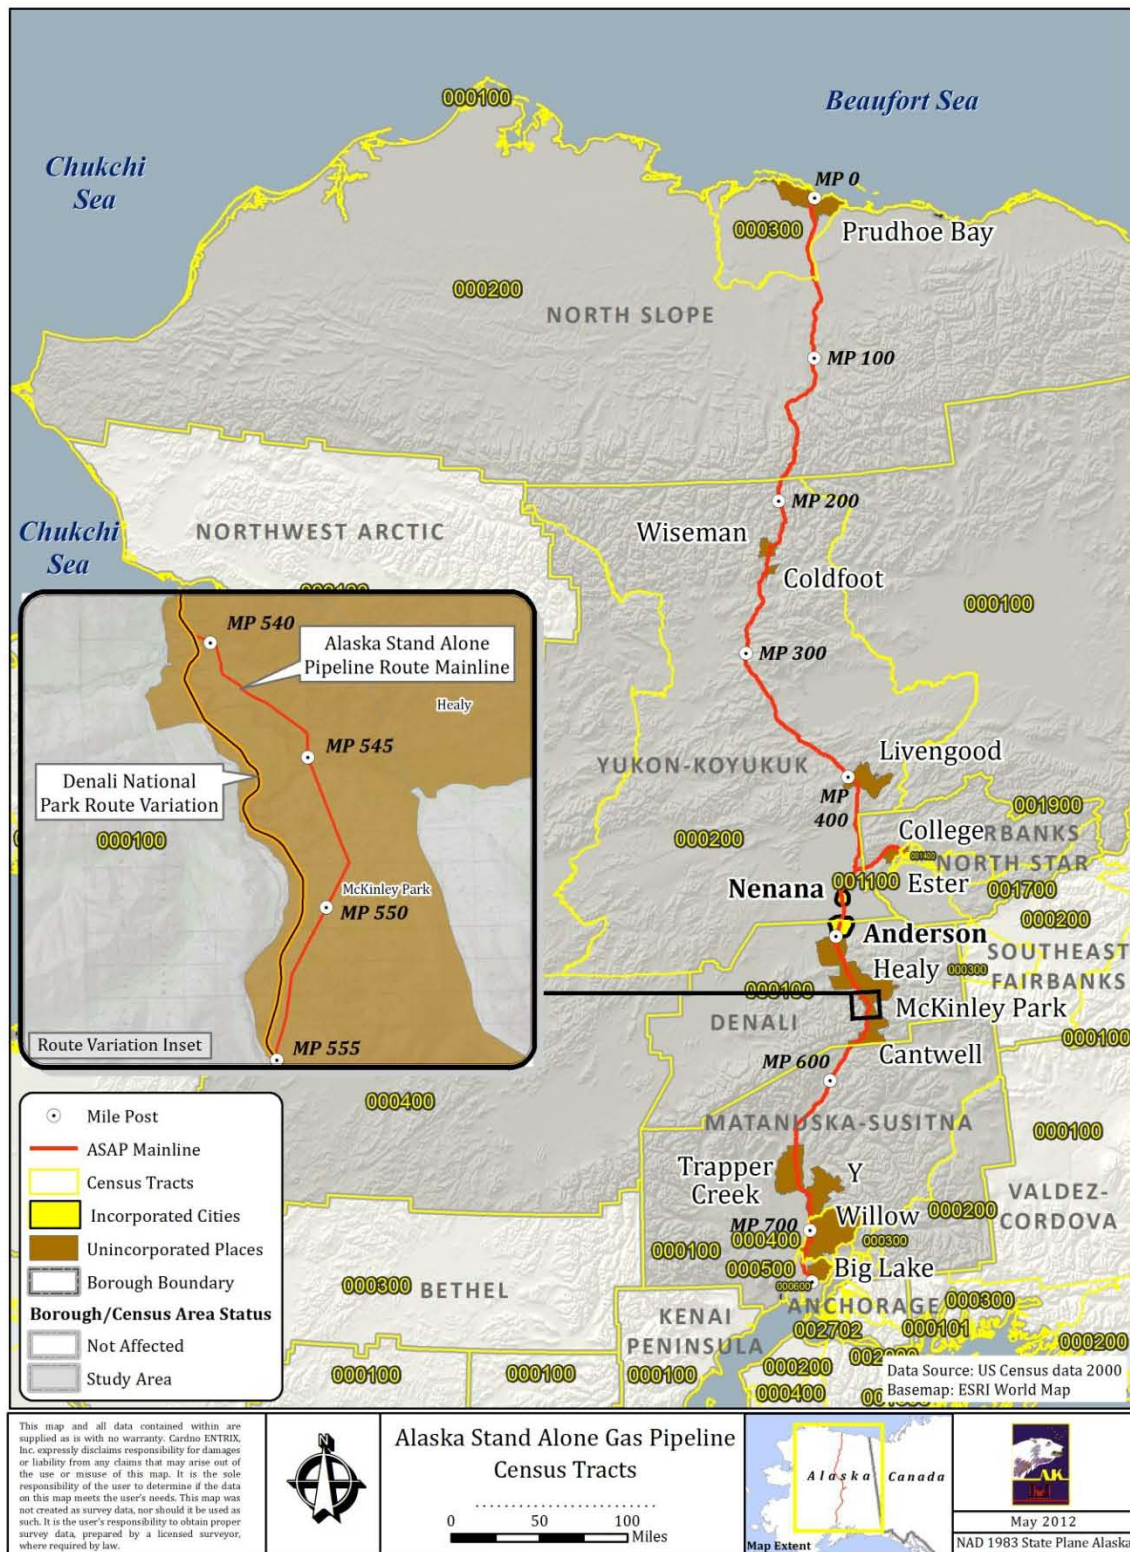 000100
Beaufort Sea
Chukchi
Sea
MP 0
000300
Prudhoe Bay
000200
NORTH SLOPE
MP 100
MP 200
Chukchi
Sea
NORTHWEST ARCTIC
Wiseman
Coldfoot
000100
000100
MP 300
MP 540
Alaska Stand Alone
Pipeline Route Mainline
Healy
MP 545
Denali National
Park Route Variation
000100
McKinley Park
MP 550
Route Variation Inset
MP 555
Livengood
YUKON-KOYUKUK
MP
400
001900
000200
College
RBANKS
NORTH STAR
001100
Ester
001700
Nenana
000200
Anderson
SOUTHEAST
FAIRBANKS
Healy
000300
000100
McKinley Park
DENALI
000100
Cantwell
MP 600
000400
MATANUSKA-SUSITNA
000100
Trapper
Creek
Y
VALDEZ-
CORDOVA
000200
MP 700
Willow
000100
000400
000300
000500
Big Lake
000300
BETHEL
000600
ANCHORAGE
000300
KENAI
PENINSULA
002702
000101
000200
000100
000100
000100
000200
000400
Data Source: US Census data 2000
Basemap: ESRI World Map
Mile Post
ASAP Mainline
Census Tracts
Incorporated Cities
Unincorporated Places
Borough Boundary
Borough/Census Area Status
Not Affected
Study Area
This map and all data contained within are
supplied as is with no warranty. Cardno ENTRIX,
Inc. expressly disclaims responsibility for damages
or liability from any claims that may arise out of
the use or misuse of this map. It is the sole
responsibility of the user to determine if the data
on this map meets the user's needs. This map was
not created as survey data, nor should it be used as
such. It is the user's responsibility to obtain proper
survey data, prepared by a licensed surveyor,
where required by law.
N
Alaska Stand Alone Gas Pipeline
Census Tracts
0 50 100
Miles
Alaska
Canada
Map Extent
AK
May 2012
NAD 1983 State Plane Alaska